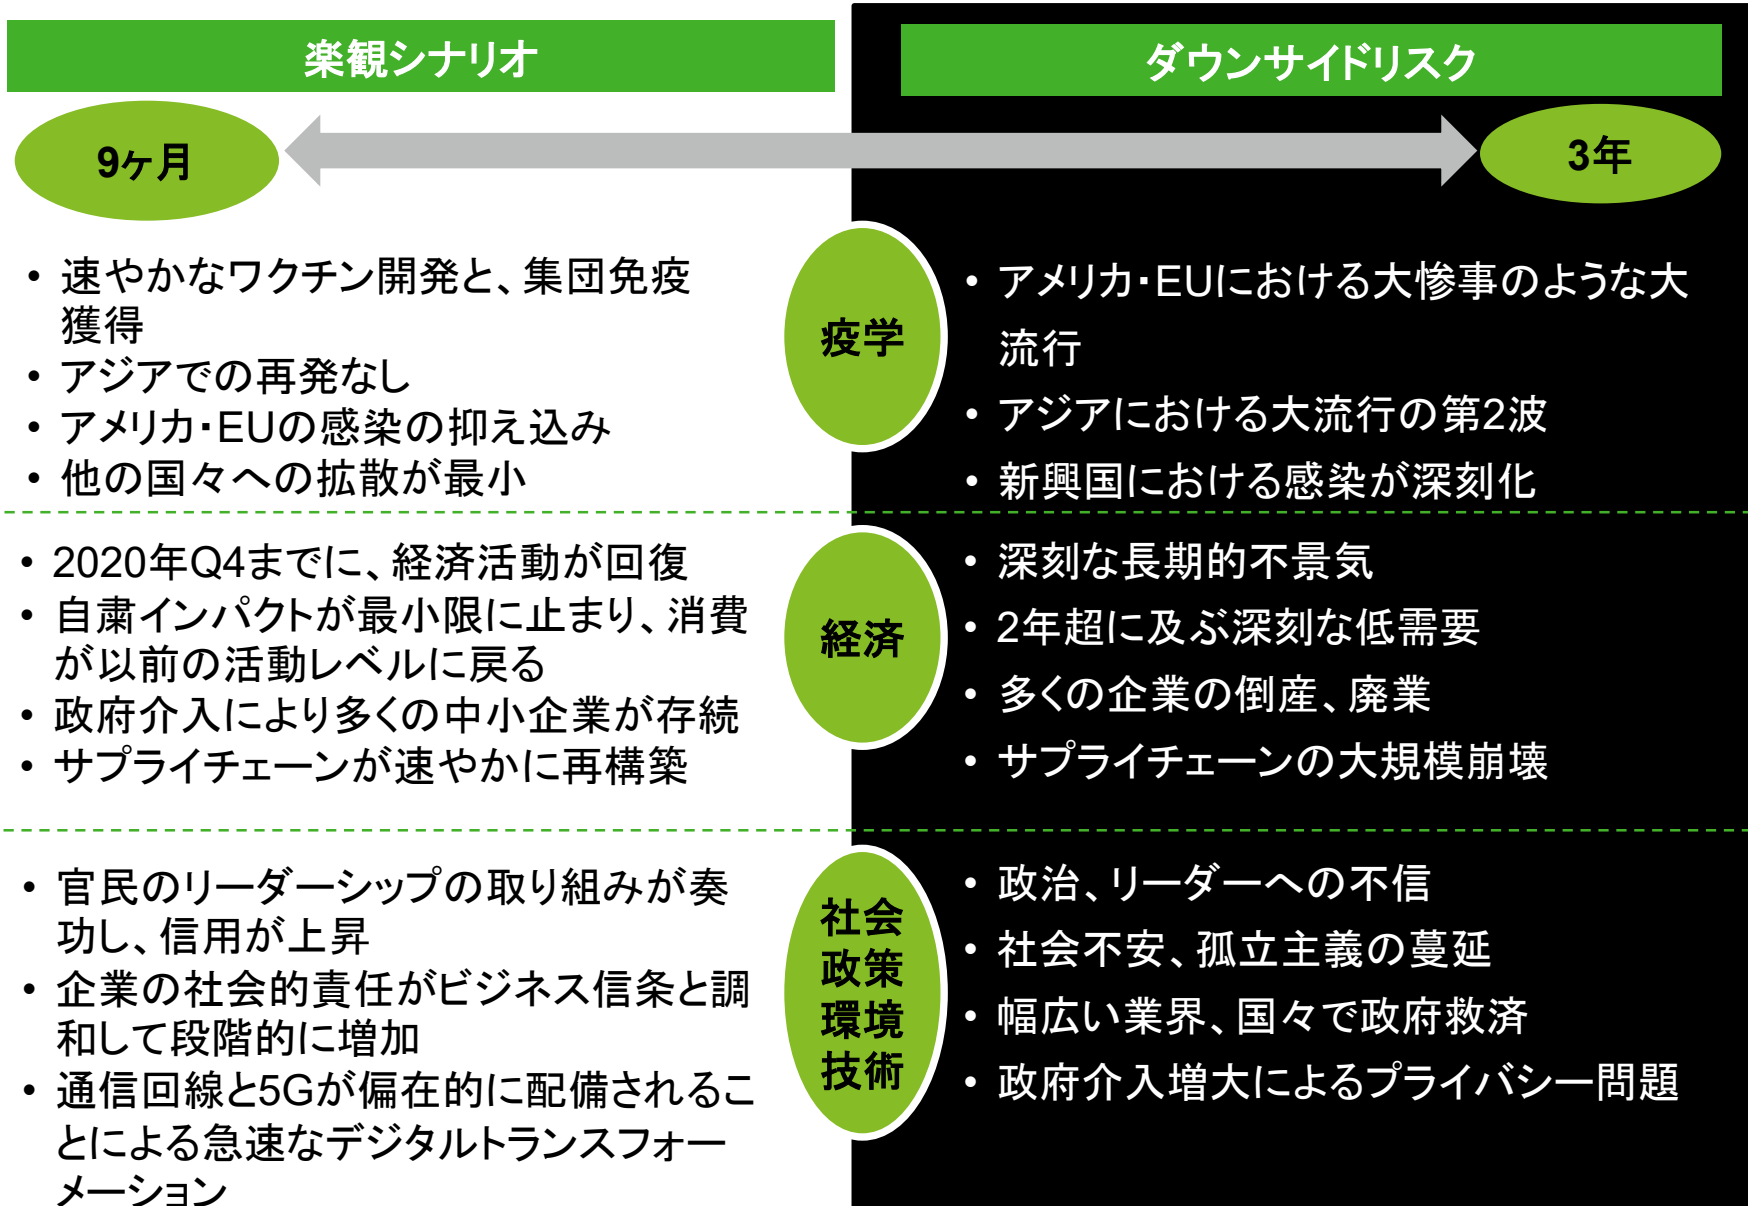 楽観シナリオ
ダウンサイドリスク
9ヶ月
3年
疫学
• 速やかなワクチン開発と、集団免疫
獲得
• アジアでの再発なし
• アメリカ・EUの感染の抑え込み
• 他の国々への拡散が最小
• アメリカ・EUにおける大惨事のような大
流行
• アジアにおける大流行の第2波
• 新興国における感染が深刻化
経済
• 2020年Q4までに、経済活動が回復
• 自粛インパクトが最小限に止まり、消費
が以前の活動レベルに戻る
• 政府介入により多くの中小企業が存続
• サプライチェーンが速やかに再構築
• 深刻な長期的不景気
• 2年超に及ぶ深刻な低需要
• 多くの企業の倒産、廃業
• サプライチェーンの大規模崩壊
社会
政策
環境
技術
• 官民のリーダーシップの取り組みが奏
功し、信用が上昇
• 企業の社会的責任がビジネス信条と調
和して段階的に増加
• 通信回線と5Gが偏在的に配備されるこ
とによる急速なデジタルトランスフォー
メーション
• 政治、リーダーへの不信
• 社会不安、孤立主義の蔓延
• 幅広い業界、国々で政府救済
• 政府介入増大によるプライバシー問題